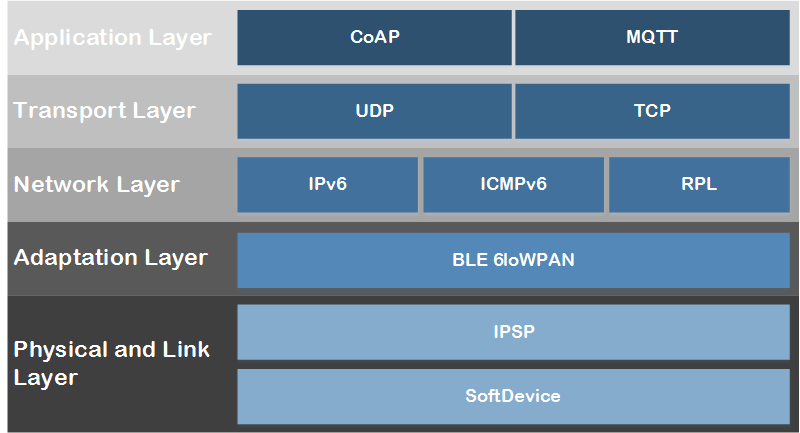 Application Layer
CoAP
MQTT
Transport Layer
UDP
TCP
Network Layer
IPv6
ICMPv6
RPL
Adaptation Layer
BLE 6loWPAN
Physical and Link
Layer
IPSP
SoftDevice